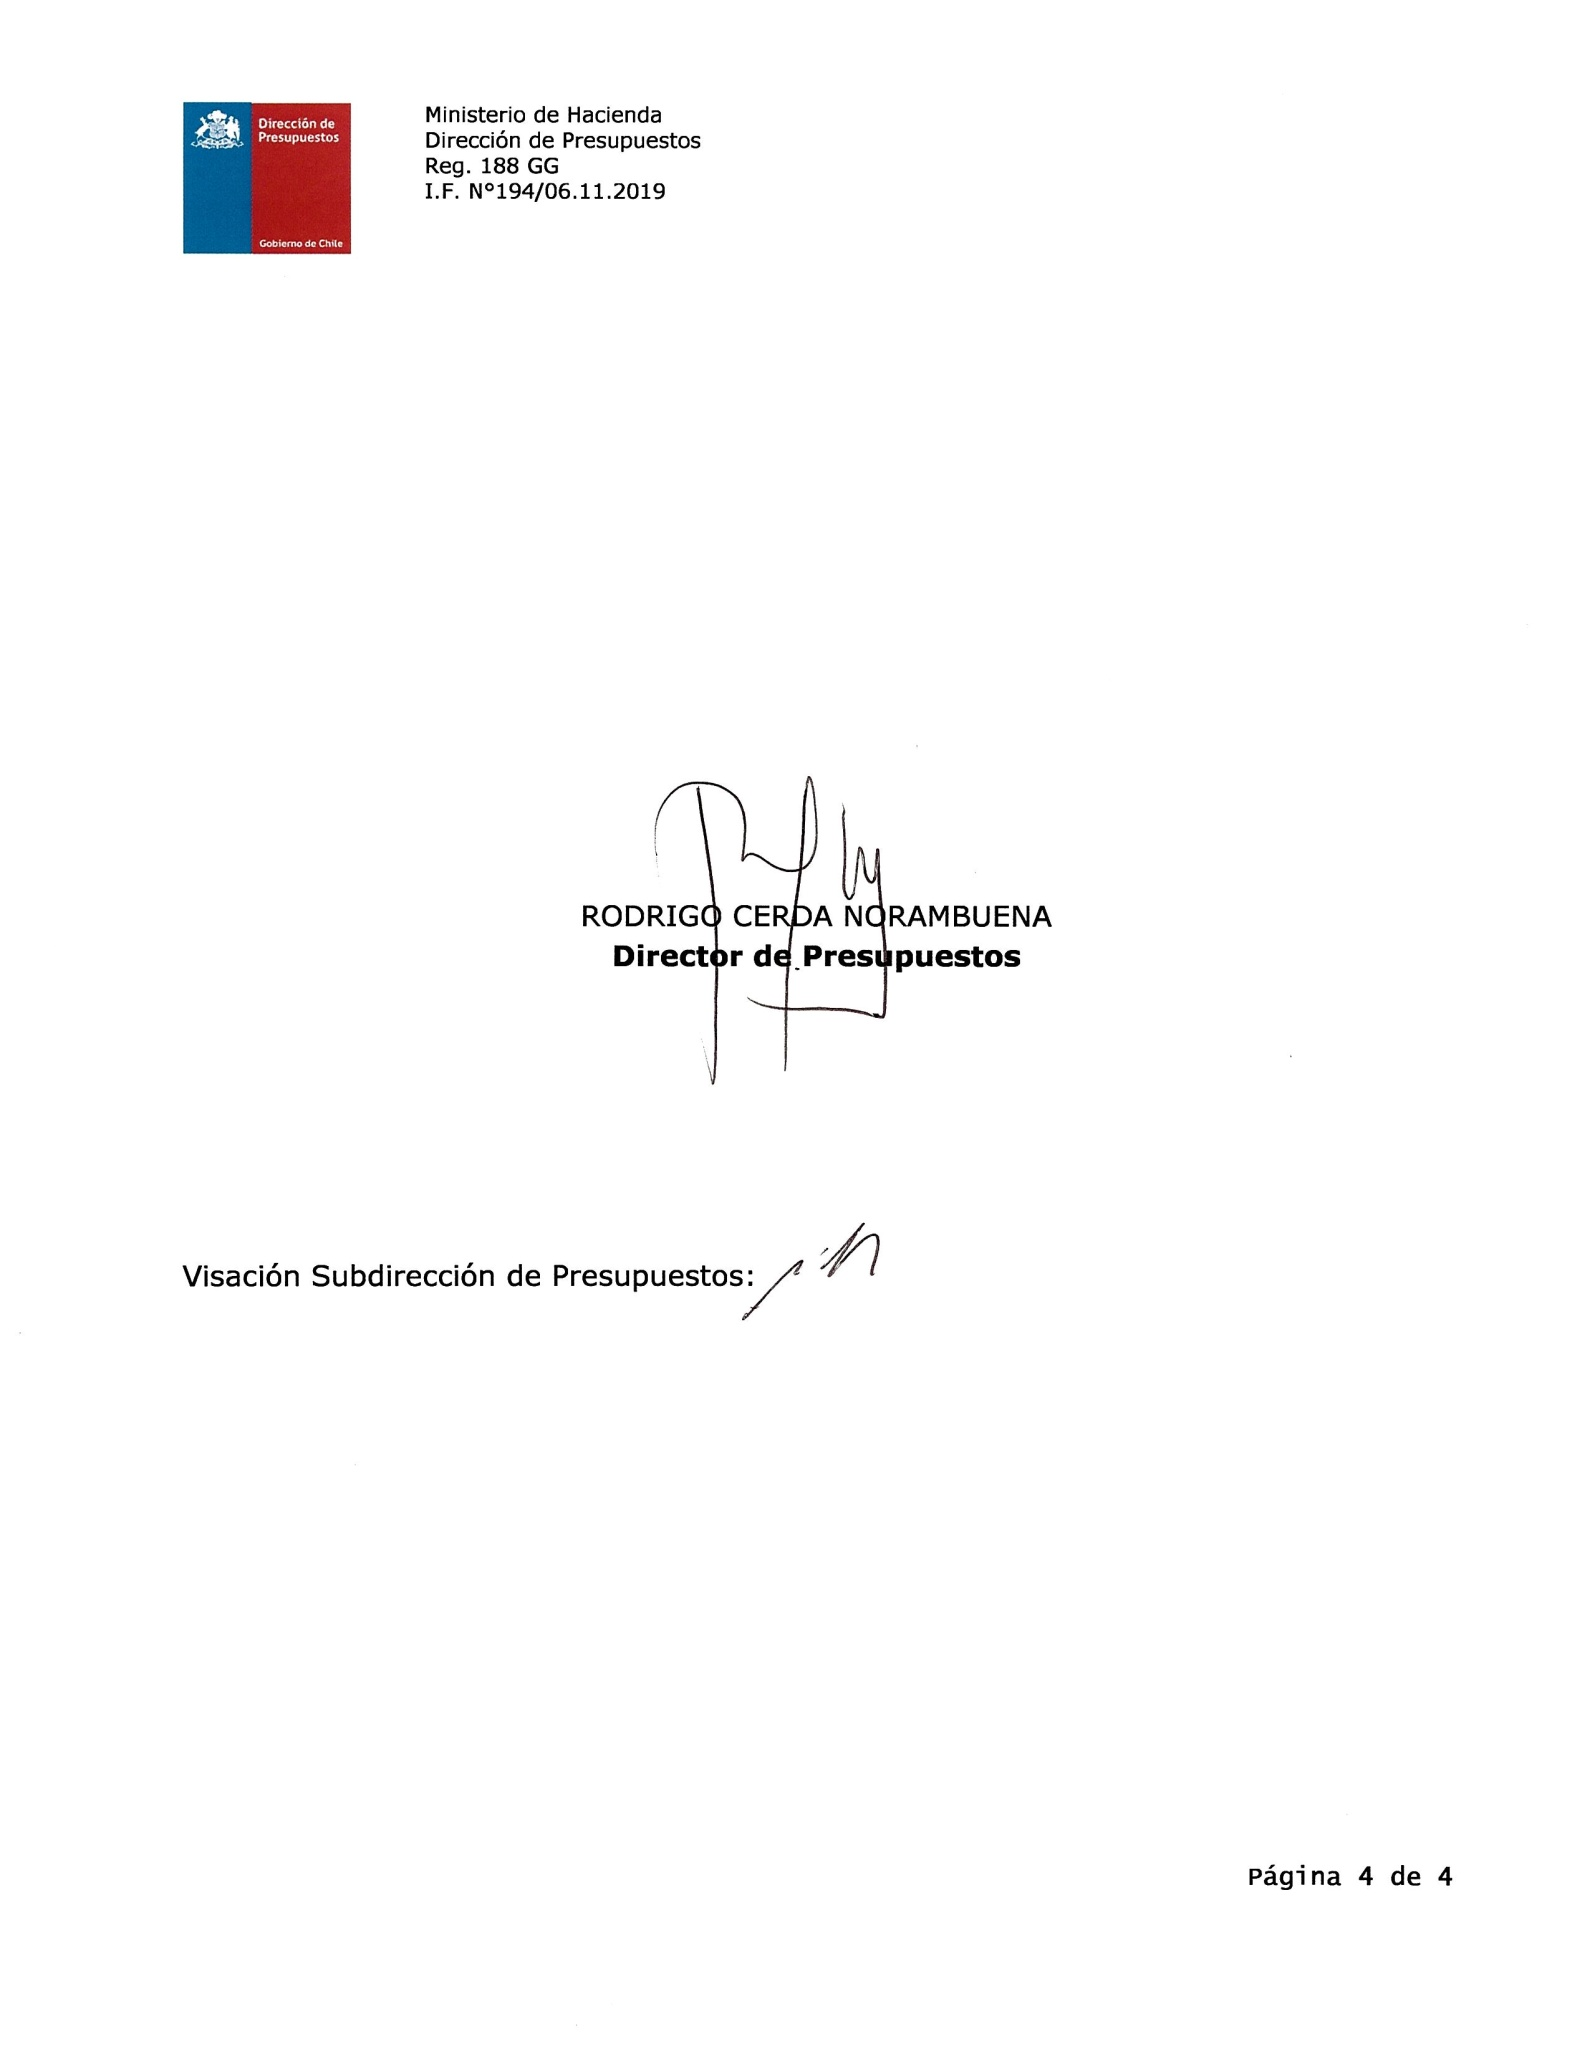 Dirección de
Presupuestos
Gobierno de Chile
Ministerio de Hacienda
Dirección de Presupuestos
Reg. 188 GG
I.F. N°194/06.11.2019
RODRIGO CERDA NORAMBUENA
Director de Presupuestos
Visación Subdirección de Presupuestos:
Página 4 de 4